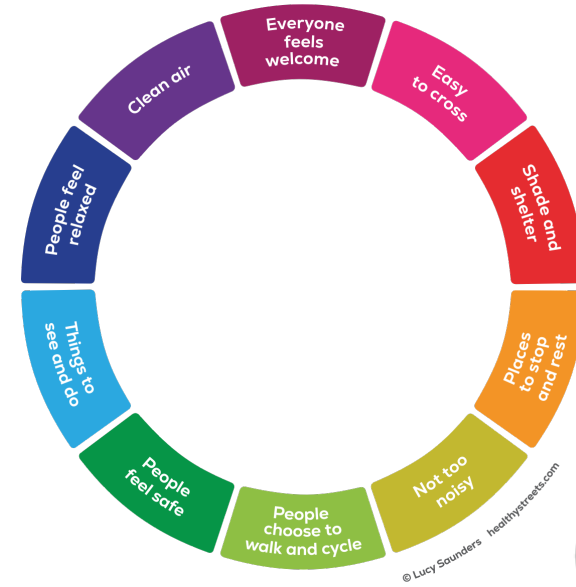 Everyone
feels
welcome
Easy
to cross
Shade and
shelter
Places
to stop
and rest
Not too
noisy
People
choose to
walk and cycle
People
feel safe
Things to
see and do
People feel
relaxed
Clean air
© Lucy Saunders healthystreets.com